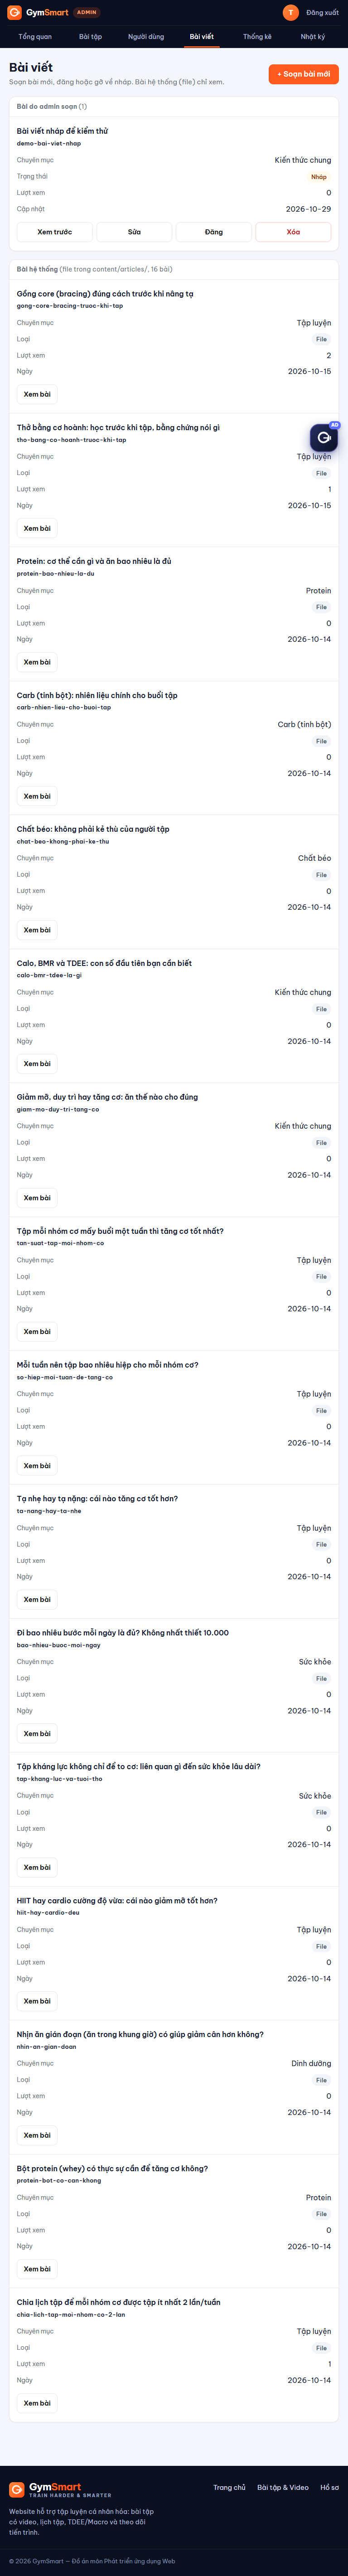 GymSmart ADMIN T Đăng xuất
Tổng quan Bài tập Người dùng Bài viết Thống kê Nhật ký
Bài viết
Soạn bài mới, đăng hoặc gỡ về nháp. Bài hệ thống (file) chỉ xem.
+ Soạn bài mới
Bài do admin soạn (1)
Bài viết nháp để kiểm thử
demo-bai-viet-nhap
Chuyên mục Kiến thức chung
Trạng thái Nháp
Lượt xem 0
Cập nhật 2026-10-29
Xem trước Sửa Đăng Xóa
Bài hệ thống (file trong content/articles/, 16 bài)
Gồng core (bracing) đúng cách trước khi nâng tạ
gong-core-bracing-truoc-khi-tap
Chuyên mục Tập luyện
Loại File
Lượt xem 2
Ngày 2026-10-15
Xem bài
Thở bằng cơ hoành: học trước khi tập, bằng chứng nói gì
tho-bang-co-hoanh-truoc-khi-tap
AD
Chuyên mục Tập luyện
Loại File
Lượt xem 1
Ngày 2026-10-15
Xem bài
Protein: cơ thể cần gì và ăn bao nhiêu là đủ
protein-bao-nhieu-la-du
Chuyên mục Protein
Loại File
Lượt xem 0
Ngày 2026-10-14
Xem bài
Carb (tinh bột): nhiên liệu chính cho buổi tập
carb-nhien-lieu-cho-buoi-tap
Chuyên mục Carb (tinh bột)
Loại File
Lượt xem 0
Ngày 2026-10-14
Xem bài
Chất béo: không phải kẻ thù của người tập
chat-beo-khong-phai-ke-thu
Chuyên mục Chất béo
Loại File
Lượt xem 0
Ngày 2026-10-14
Xem bài
Calo, BMR và TDEE: con số đầu tiên bạn cần biết
calo-bmr-tdee-la-gi
Chuyên mục Kiến thức chung
Loại File
Lượt xem 0
Ngày 2026-10-14
Xem bài
Giảm mỡ, duy trì hay tăng cơ: ăn thế nào cho đúng
giam-mo-duy-tri-tang-co
Chuyên mục Kiến thức chung
Loại File
Lượt xem 0
Ngày 2026-10-14
Xem bài
Tập mỗi nhóm cơ mấy buổi một tuần thì tăng cơ tốt nhất?
tan-suat-tap-moi-nhom-co
Chuyên mục Tập luyện
Loại File
Lượt xem 0
Ngày 2026-10-14
Xem bài
Mỗi tuần nên tập bao nhiêu hiệp cho mỗi nhóm cơ?
so-hiep-moi-tuan-de-tang-co
Chuyên mục Tập luyện
Loại File
Lượt xem 0
Ngày 2026-10-14
Xem bài
Tạ nhẹ hay tạ nặng: cái nào tăng cơ tốt hơn?
ta-nang-hay-ta-nhe
Chuyên mục Tập luyện
Loại File
Lượt xem 0
Ngày 2026-10-14
Xem bài
Đi bao nhiêu bước mỗi ngày là đủ? Không nhất thiết 10.000
bao-nhieu-buoc-moi-ngay
Chuyên mục Sức khỏe
Loại File
Lượt xem 0
Ngày 2026-10-14
Xem bài
Tập kháng lực không chỉ để to cơ: liên quan gì đến sức khỏe lâu dài?
tap-khang-luc-va-tuoi-tho
Chuyên mục Sức khỏe
Loại File
Lượt xem 0
Ngày 2026-10-14
Xem bài
HIIT hay cardio cường độ vừa: cái nào giảm mỡ tốt hơn?
hiit-hay-cardio-deu
Chuyên mục Tập luyện
Loại File
Lượt xem 0
Ngày 2026-10-14
Xem bài
Nhịn ăn gián đoạn (ăn trong khung giờ) có giúp giảm cân hơn không?
nhin-an-gian-doan
Chuyên mục Dinh dưỡng
Loại File
Lượt xem 0
Ngày 2026-10-14
Xem bài
Bột protein (whey) có thực sự cần để tăng cơ không?
protein-bot-co-can-khong
Chuyên mục Protein
Loại File
Lượt xem 0
Ngày 2026-10-14
Xem bài
Chia lịch tập để mỗi nhóm cơ được tập ít nhất 2 lần/tuần
chia-lich-tap-moi-nhom-co-2-lan
Chuyên mục Tập luyện
Loại File
Lượt xem 1
Ngày 2026-10-14
Xem bài
GymSmart
TRAIN HARDER & SMARTER
Trang chủ Bài tập & Video Hồ sơ
Website hỗ trợ tập luyện cá nhân hóa: bài tập
có video, lịch tập, TDEE/Macro và theo dõi
tiến trình.
© 2026 GymSmart — Đồ án môn Phát triển ứng dụng Web